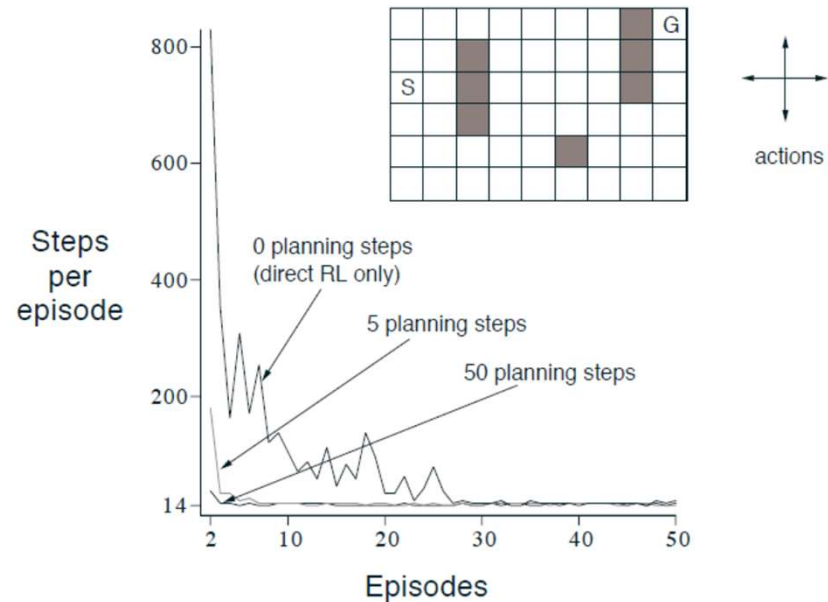 800
600
400
200
14
2
10
20
30
40
50
Steps
per
episode
Episodes
0 planning steps
(direct RL only)
5 planning steps
50 planning steps
S
G
actions